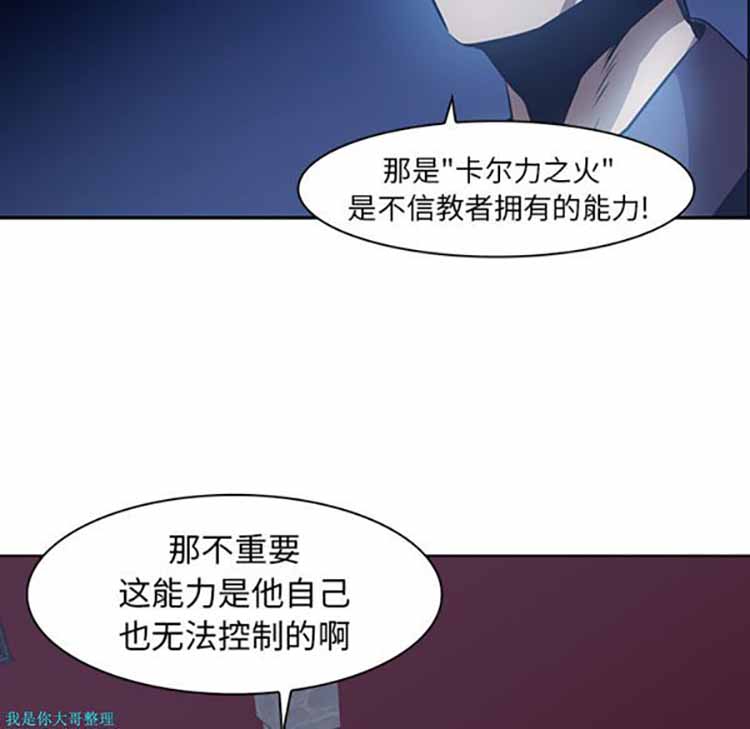 那是"卡尔力之火"
是不信教者拥有的能力!
那不重要
这能力是他自己
也无法控制的啊
我是你大哥整理